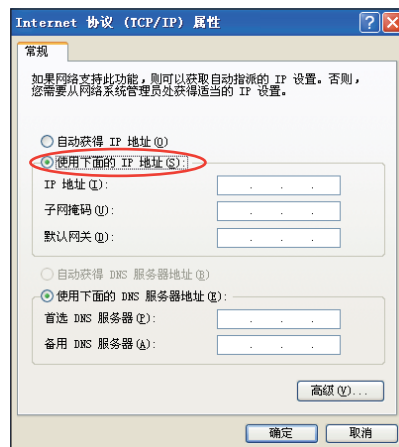 Internet 协议 (TCP/IP) 属性
常规
如果网络支持此功能，则可以获取自动指派的 IP 设置。否则，
您需要从网络系统管理员处获得适当的 IP 设置。
自动获得 IP 地址(O)
使用下面的 IP 地址(S):
IP 地址(I):
子网掩码(U):
默认网关(D):
自动获得 DNS 服务器地址(B)
使用下面的 DNS 服务器地址(E):
首选 DNS 服务器(P):
备用 DNS 服务器(A):
高级(V)...
确定
取消